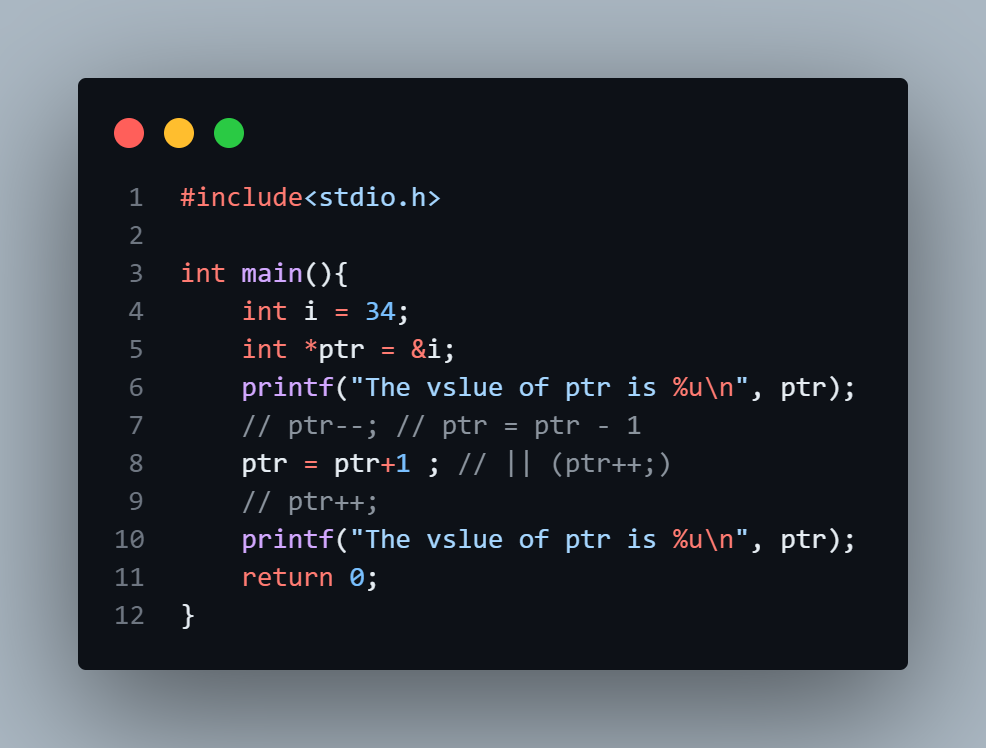 1 #include<stdio.h>
2
3 int main(){
4     int i = 34;
5     int *ptr = &i;
6     printf("The vslue of ptr is %u\n", ptr);
7     // ptr--; // ptr = ptr - 1
8     ptr = ptr+1 ; // || (ptr++;)
9     // ptr++;
10     printf("The vslue of ptr is %u\n", ptr);
11     return 0;
12 }